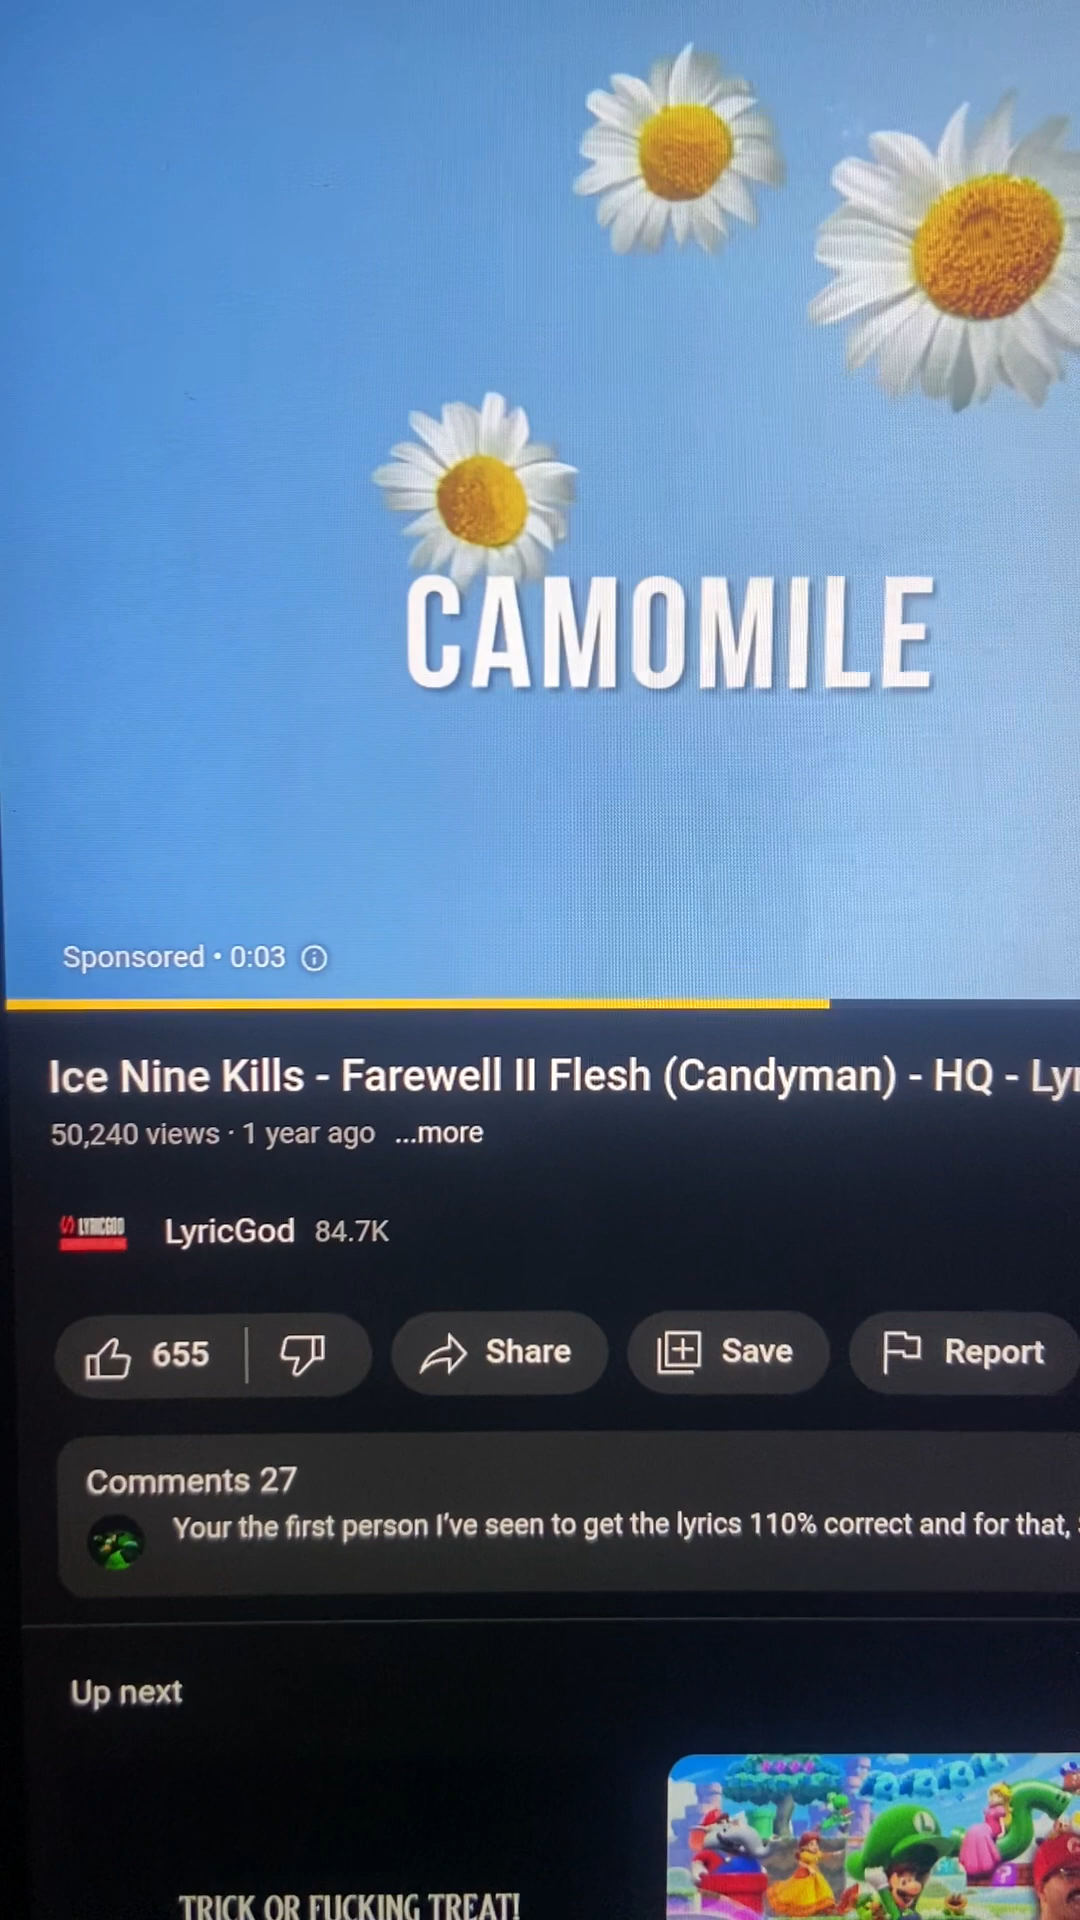 CAMOMILE
Sponsored • 0:03
Ice Nine Kills - Farewell II Flesh (Candyman) - HQ -
50,240 views · 1 year ago ...more
LYRICGOD
LyricGod 84.7K
655
Share
Save
Report
Comments 27
Your the first person I've seen to get the lyrics 110% correct and for that,
Up next
L
TRICK OR FUCKING TREAT!